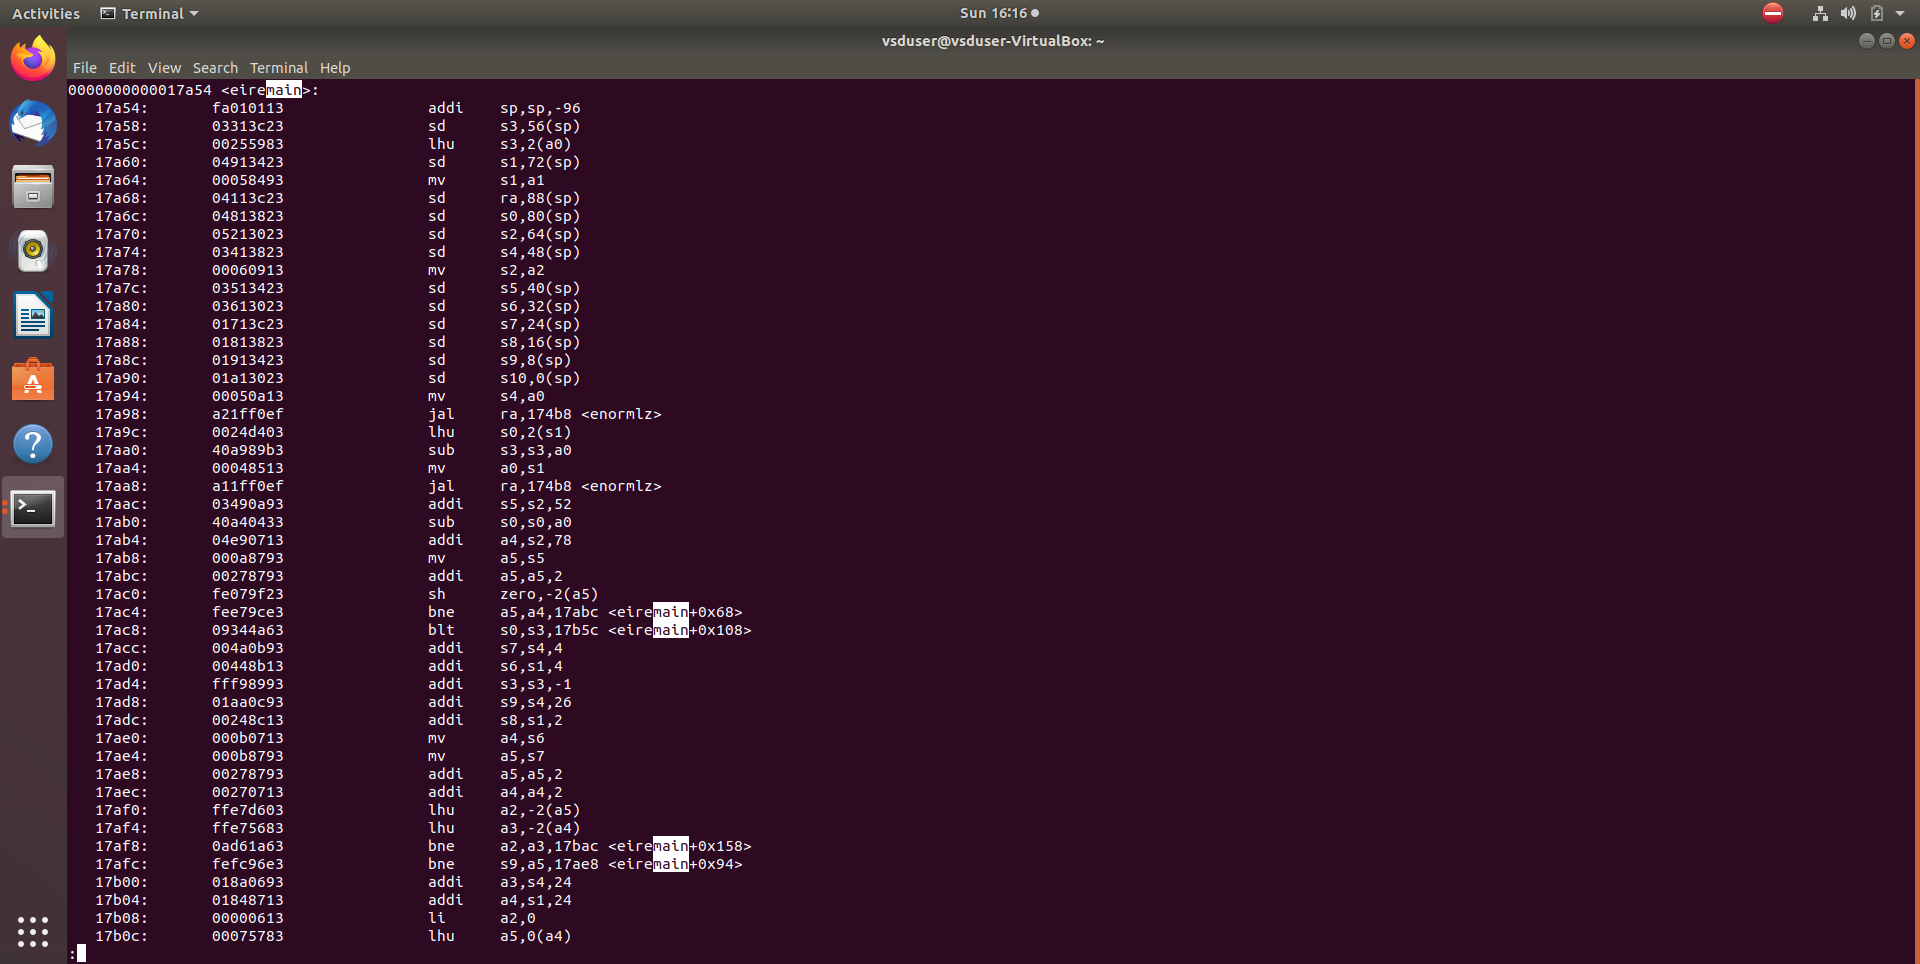 Activities Terminal Sun 16:16
vsduser@vsduser-VirtualBox: ~
File Edit View Search Terminal Help
0000000000017a54 <eiremain>:
17a54: fa010113 addi sp,sp,-96
17a58: 03313c23 sd s3,56(sp)
17a5c: 00255983 lhu s3,2(a0)
17a60: 04913423 sd s1,72(sp)
17a64: 00058493 mv s1,a1
17a68: 04113c23 sd ra,88(sp)
17a6c: 04813823 sd s0,80(sp)
17a70: 05213023 sd s2,64(sp)
17a74: 03413823 sd s4,48(sp)
17a78: 00060913 mv s2,a2
17a7c: 03513423 sd s5,40(sp)
17a80: 03613023 sd s6,32(sp)
17a84: 01713c23 sd s7,24(sp)
17a88: 01813823 sd s8,16(sp)
17a8c: 01913423 sd s9,8(sp)
17a90: 01a13023 sd s10,0(sp)
17a94: 00050a13 mv s4,a0
17a98: a21ff0ef jal ra,174b8 <enormlz>
17a9c: 0024d403 lhu s0,2(s1)
17aa0: 40a989b3 sub s3,s3,a0
17aa4: 00048513 mv a0,s1
17aa8: a11ff0ef jal ra,174b8 <enormlz>
17aac: 03490a93 addi s5,s2,52
17ab0: 40a40433 sub s0,s0,a0
17ab4: 04e90713 addi a4,s2,78
17ab8: 000a8793 mv a5,s5
17abc: 00278793 addi a5,a5,2
17ac0: fe079f23 sh zero,-2(a5)
17ac4: fee79ce3 bne a5,a4,17abc <eiremain+0x68>
17ac8: 09344a63 blt s0,s3,17b5c <eiremain+0x108>
17acc: 004a0b93 addi s7,s4,4
17ad0: 00448b13 addi s6,s1,4
17ad4: fff98993 addi s3,s3,-1
17ad8: 01aa0c93 addi s9,s4,26
17adc: 00248c13 addi s8,s1,2
17ae0: 000b0713 mv a4,s6
17ae4: 000b8793 mv a5,s7
17ae8: 00278793 addi a5,a5,2
17aec: 00270713 addi a4,a4,2
17af0: ffe7d603 lhu a2,-2(a5)
17af4: ffe75683 lhu a3,-2(a4)
17af8: 0ad61a63 bne a2,a3,17bac <eiremain+0x158>
17afc: fefc96e3 bne s9,a5,17ae8 <eiremain+0x94>
17b00: 018a0693 addi a3,s4,24
17b04: 01848713 addi a4,s1,24
17b08: 00000613 li a2,0
17b0c: 00075783 lhu a5,0(a4)
: